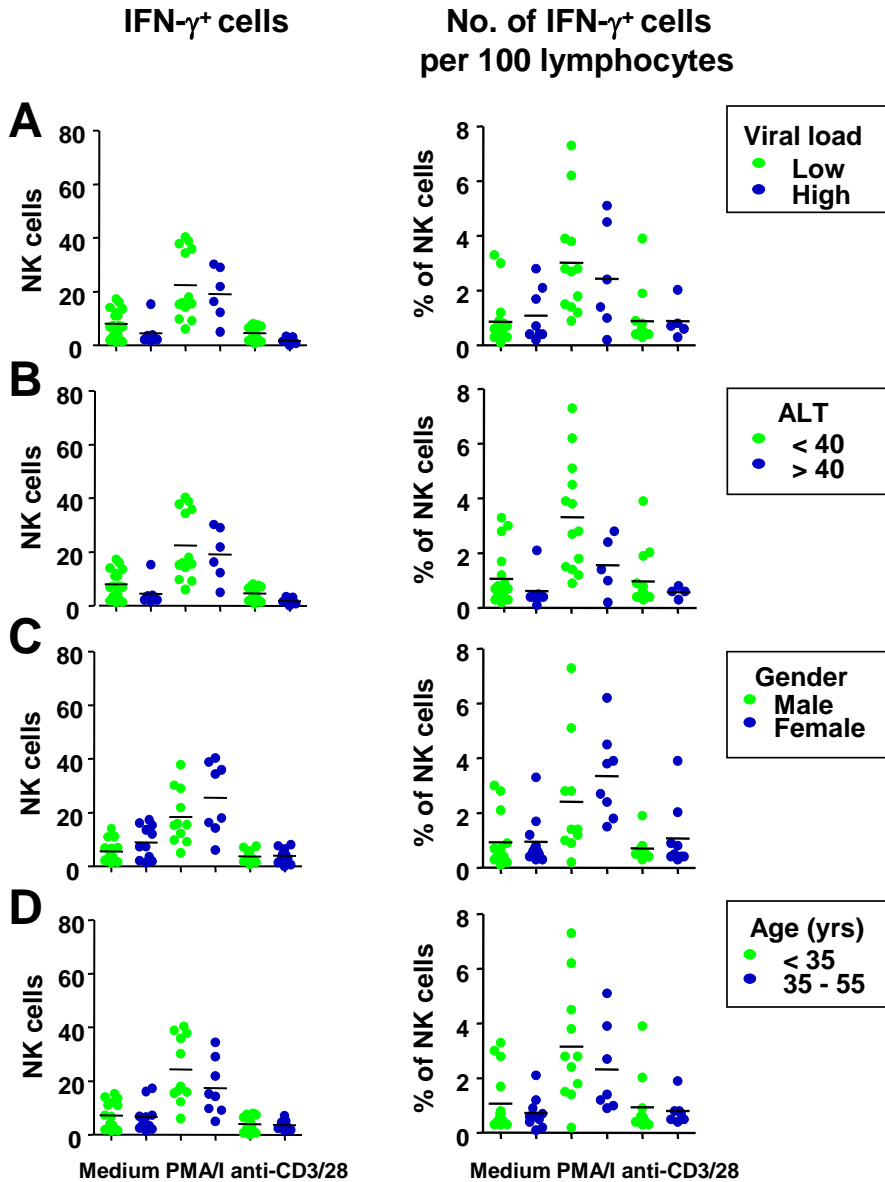 IFN-γ⁺ cells
No. of IFN-γ⁺ cells
per 100 lymphocytes
A
NK cells
80
60
40
20
0
% of NK cells
8
6
4
2
0
Viral load
Low
High
B
NK cells
80
60
40
20
0
% of NK cells
8
6
4
2
0
ALT
< 40
> 40
C
NK cells
80
60
40
20
0
% of NK cells
8
6
4
2
0
Gender
Male
Female
D
NK cells
80
60
40
20
0
% of NK cells
8
6
4
2
0
Age (yrs)
< 35
35 - 55
Medium PMA/I anti-CD3/28
Medium PMA/I anti-CD3/28